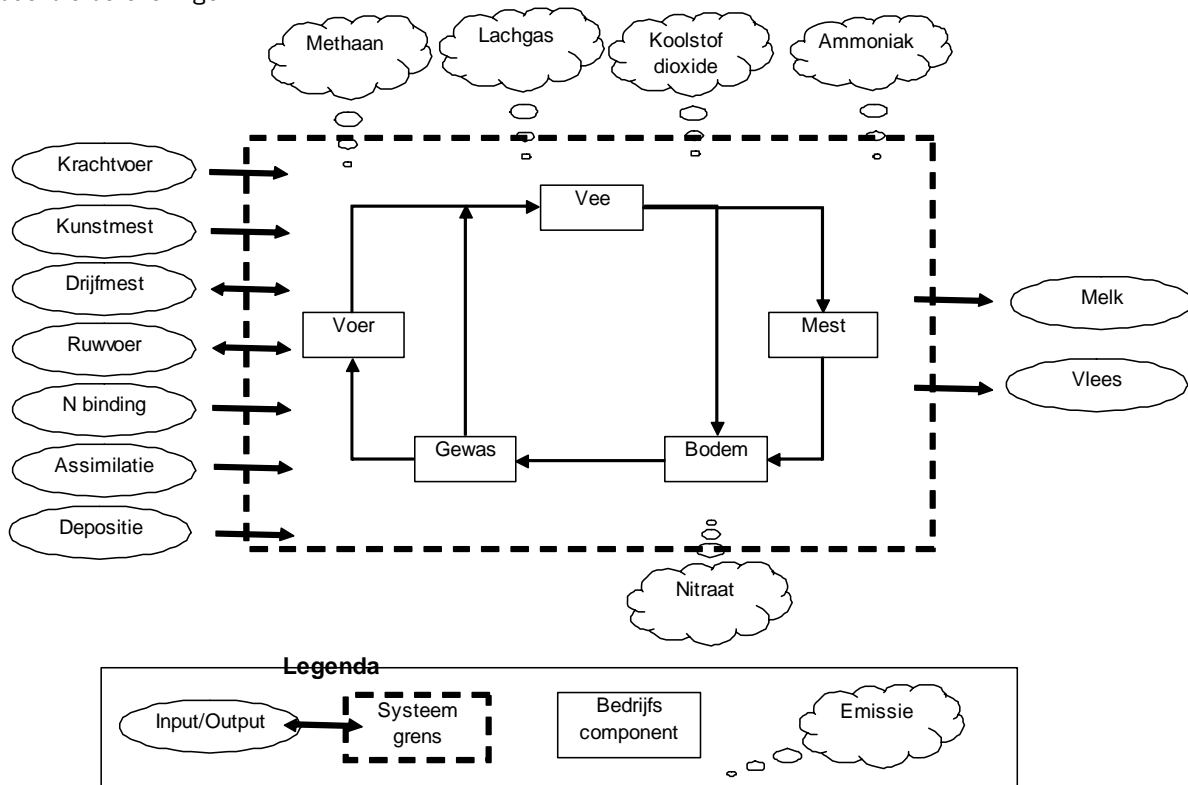 Methaan
Lachgas
Koolstof
dioxide
Ammoniak
Krachtvoer
Kunstmest
Drijfmest
Ruwvoer
N binding
Assimilatie
Depositie
Vee
Voer
Mest
Gewas
Bodem
Melk
Vlees
Nitraat
Legenda
Input/Output
Systeem
grens
Bedrijfs
component
Emissie